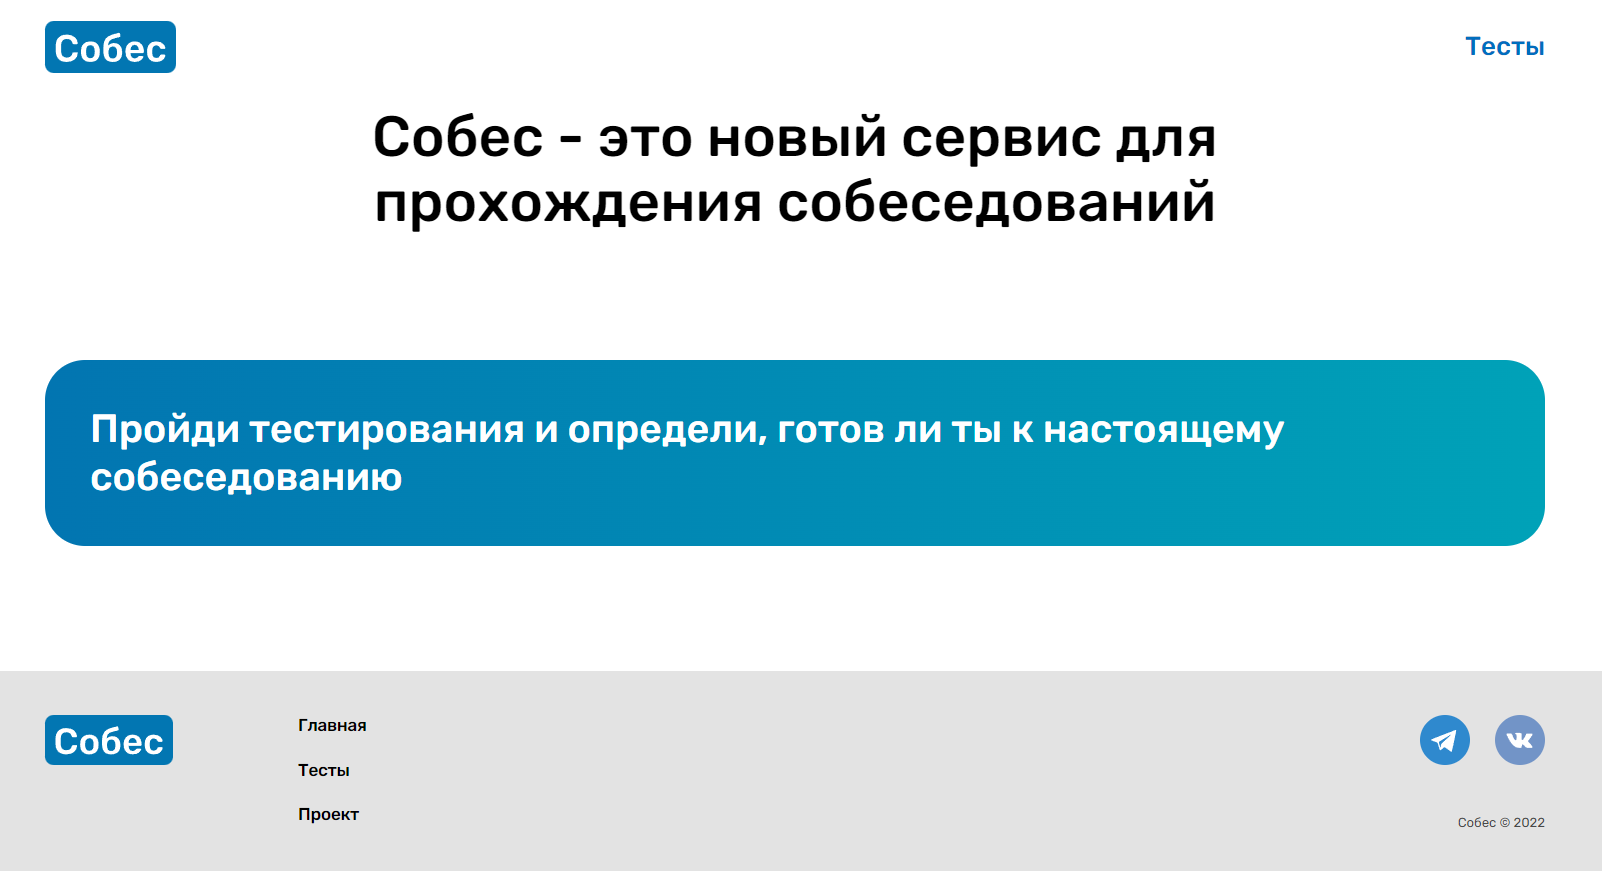 Собес
Тесты
Собес - это новый сервис для
прохождения собеседований
Пройди тестирования и определи, готов ли ты к настоящему
собеседованию
Собес
Главная
Тесты
Проект
Собес © 2022